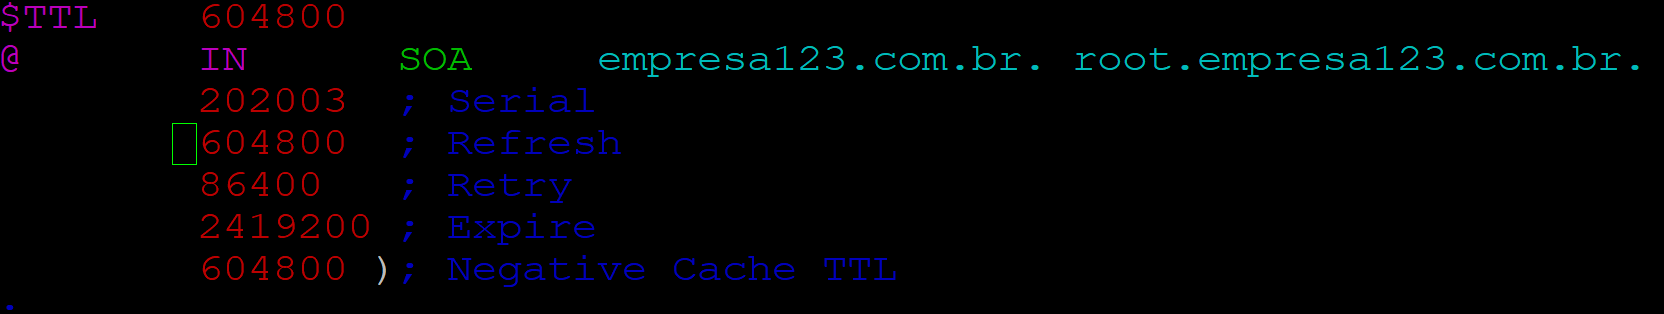 $TTL 604800
@ IN SOA empresa123.com.br. root.empresa123.com.br.
202003 ; Serial
604800 ; Refresh
86400 ; Retry
2419200 ; Expire
604800 ); Negative Cache TTL